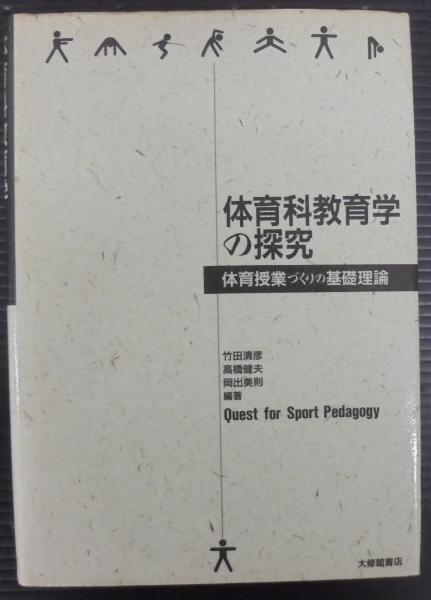 体育科教育学
の探究
体育授業づくりの基礎理論
竹田清彦
高橋健夫
岡出美則
編著
Quest for Sport Pedagogy
大修館書店